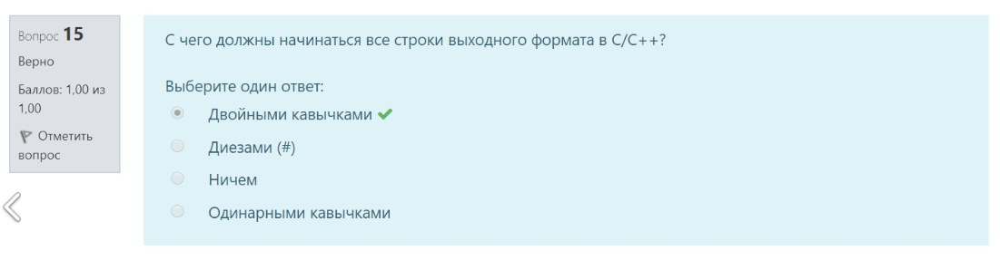 Вопрос 15
Верно
Баллов: 1,00 из
1,00
Отметить
вопрос
С чего должны начинаться все строки выходного формата в C/C++?
Выберите один ответ:
Двойными кавычками
Диезами (#)
Ничем
Одинарными кавычками